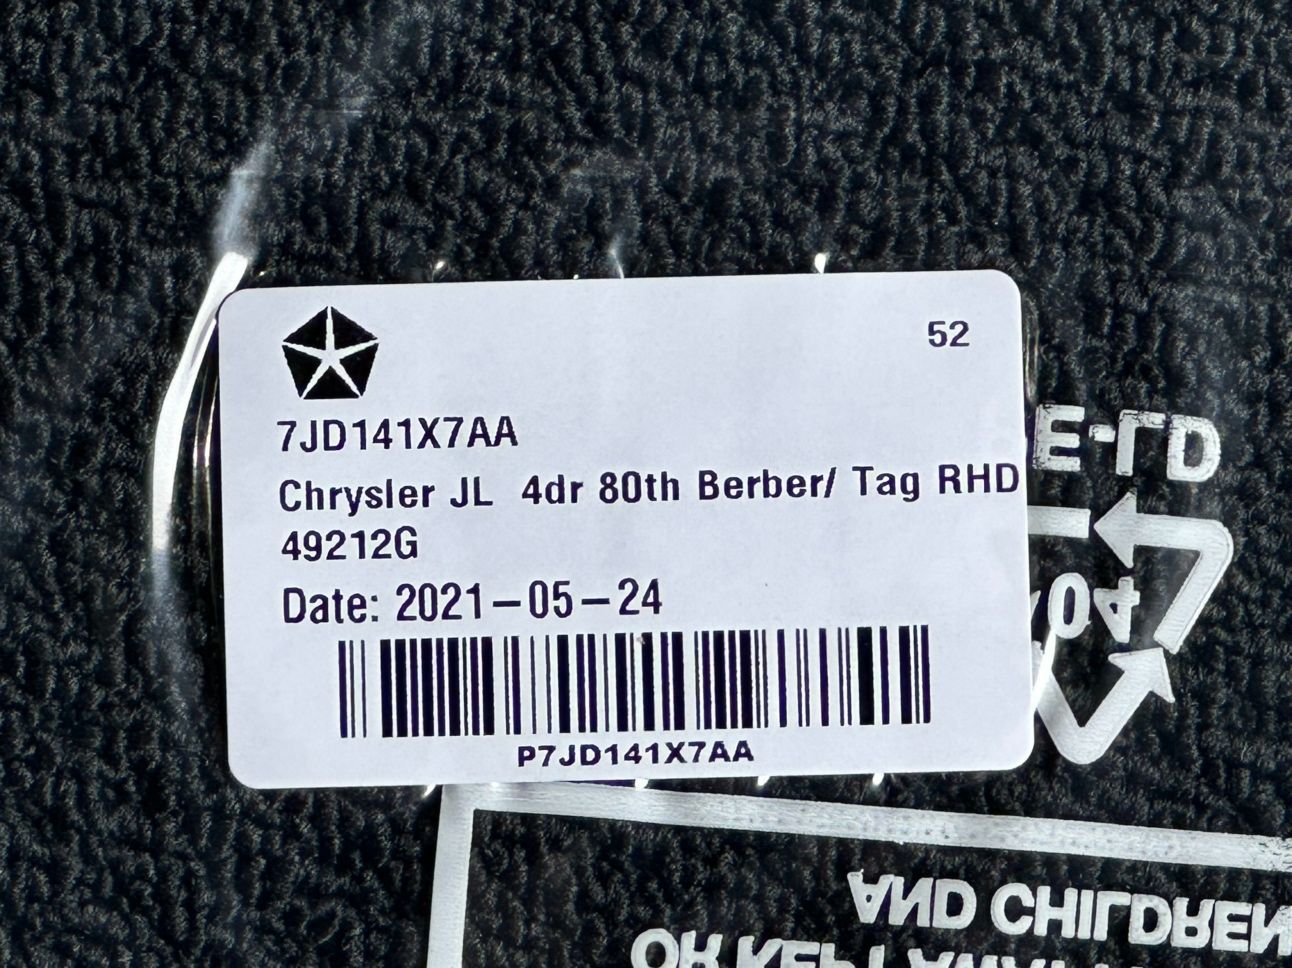 52
7JD141X7AA
Chrysler JL 4dr 80th Berber/ Tag RHD
49212G
Date: 2021-05-24
P7JD141X7AA
AND CHILDREN